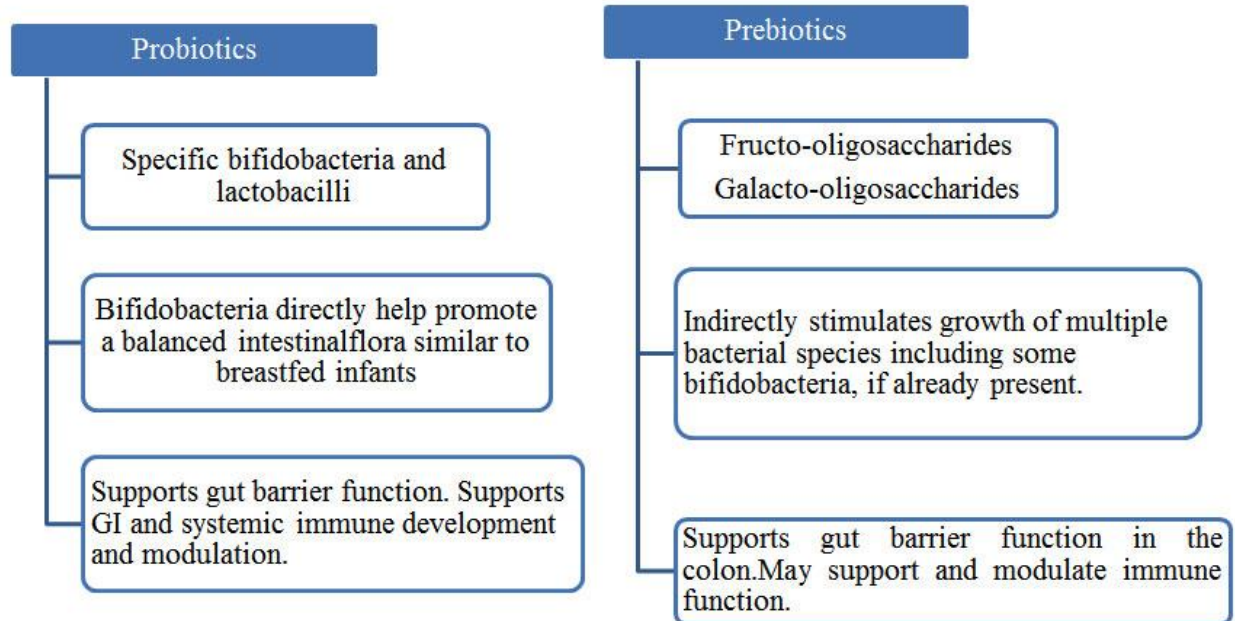 Probiotics
Specific bifidobacteria and
lactobacilli
Bifidobacteria directly help promote
a balanced intestinalflora similar to
breastfed infants
Supports gut barrier function. Supports
GI and systemic immune development
and modulation.
Prebiotics
Fructo-oligosaccharides
Galacto-oligosaccharides
Indirectly stimulates growth of multiple
bacterial species including some
bifidobacteria, if already present.
Supports gut barrier function in the
colon.May support and modulate immune
function.